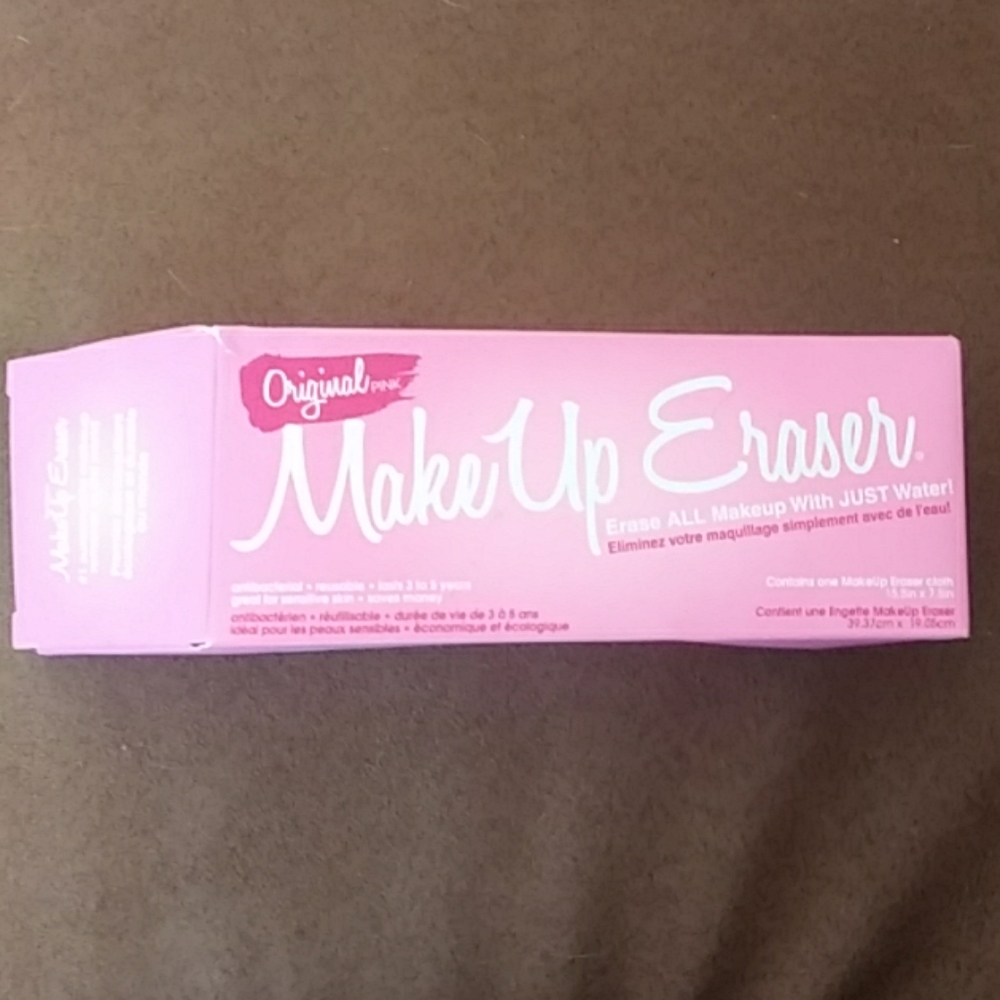 Original PINK
MakeUp Eraser®
Erase ALL Makeup With JUST Water!
Eliminez votre maquillage simplement avec de l'eau!
antibacterial • reusable • lasts 3 to 5 years
great for sensitive skin • saves money
antibactérien • réutilisable • durée de vie de 3 à 5 ans
idéal pour les peaux sensibles • économique et écologique
Contains one MakeUp Eraser cloth
15.5in x 7.5in
Contient une lingette MakeUp Eraser
39.37cm x 19.05cm
MakeUp Eraser